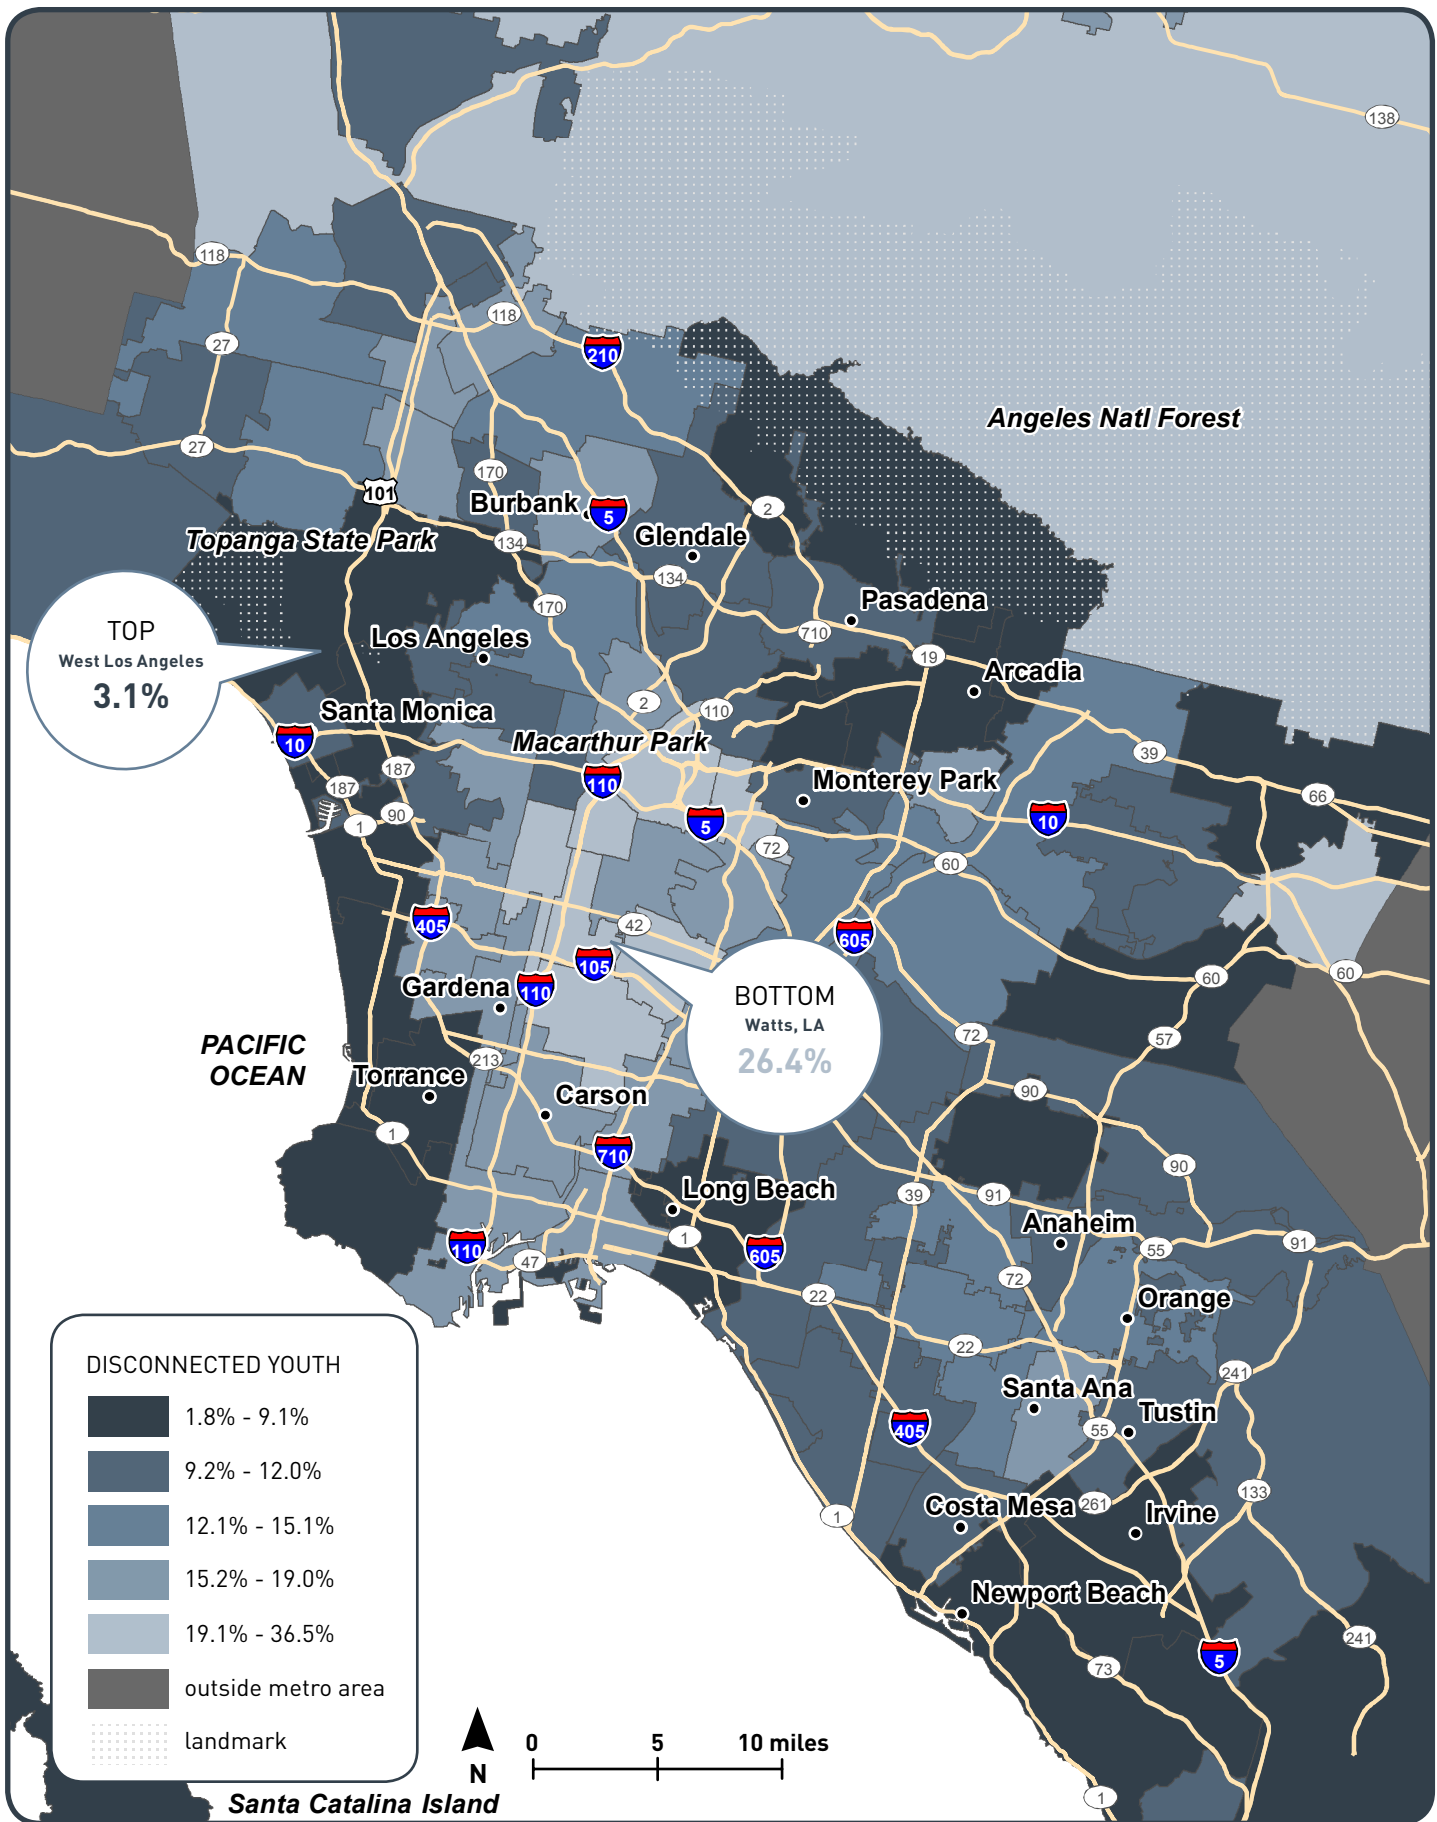 138
118
118
27
210
Angeles Natl Forest
27
170
101
Burbank
5
2
Topanga State Park
134
Glendale
134
TOP
West Los Angeles
3.1%
170
Pasadena
710
Los Angeles
19
Arcadia
2
110
Santa Monica
10
Macarthur Park
39
187
110
Monterey Park
187
66
90
1
5
10
72
60
405
42
605
105
60
60
Gardena
110
BOTTOM
Watts, LA
26.4%
72
57
PACIFIC
OCEAN
213
Torrance
90
Carson
1
710
90
Long Beach
39
91
Anaheim
1
110
605
55
91
47
72
22
Orange
22
DISCONNECTED YOUTH
241
Santa Ana
1.8% - 9.1%
Tustin
405
55
9.2% - 12.0%
133
Costa Mesa
261
Irvine
1
12.1% - 15.1%
15.2% - 19.0%
Newport Beach
19.1% - 36.5%
241
5
73
outside metro area
landmark
0 5 10 miles
N
1
Santa Catalina Island